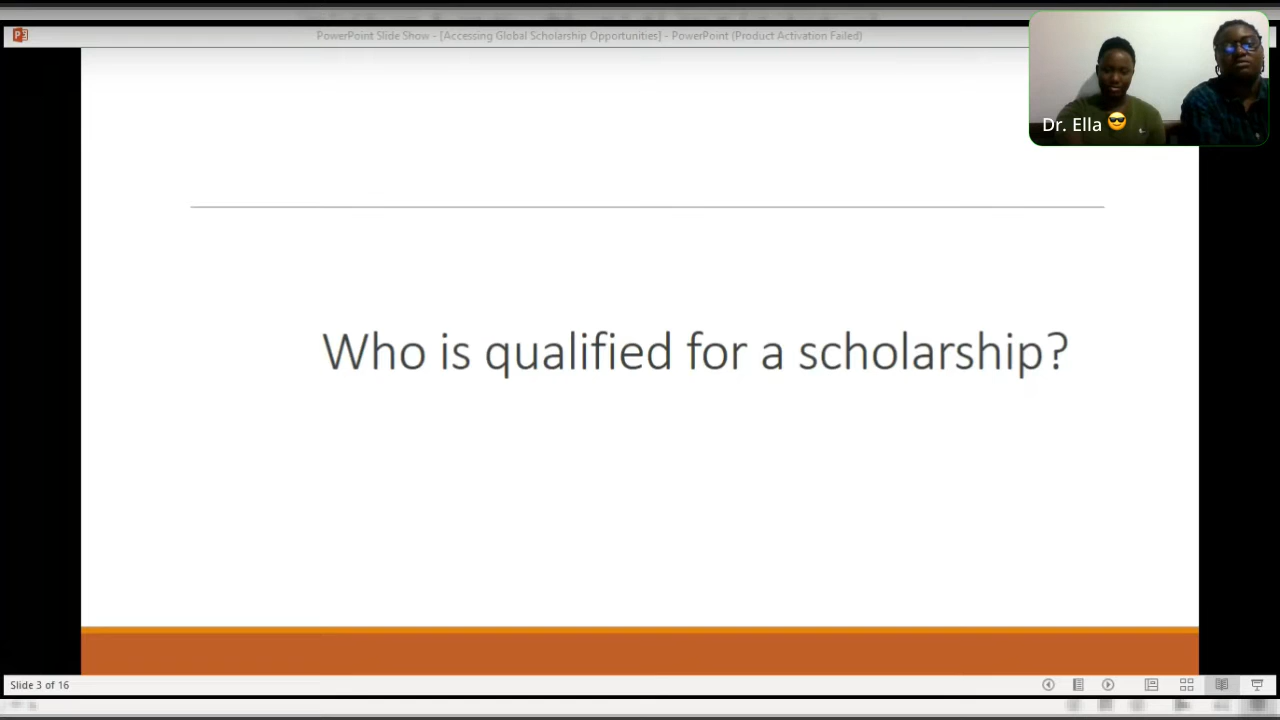 PowerPoint Slide Show - [Accessing Global Scholarship Opportunities] - PowerPoint (Product Activation Failed)
Dr. Ella 😎
Who is qualified for a scholarship?
Slide 3 of 16